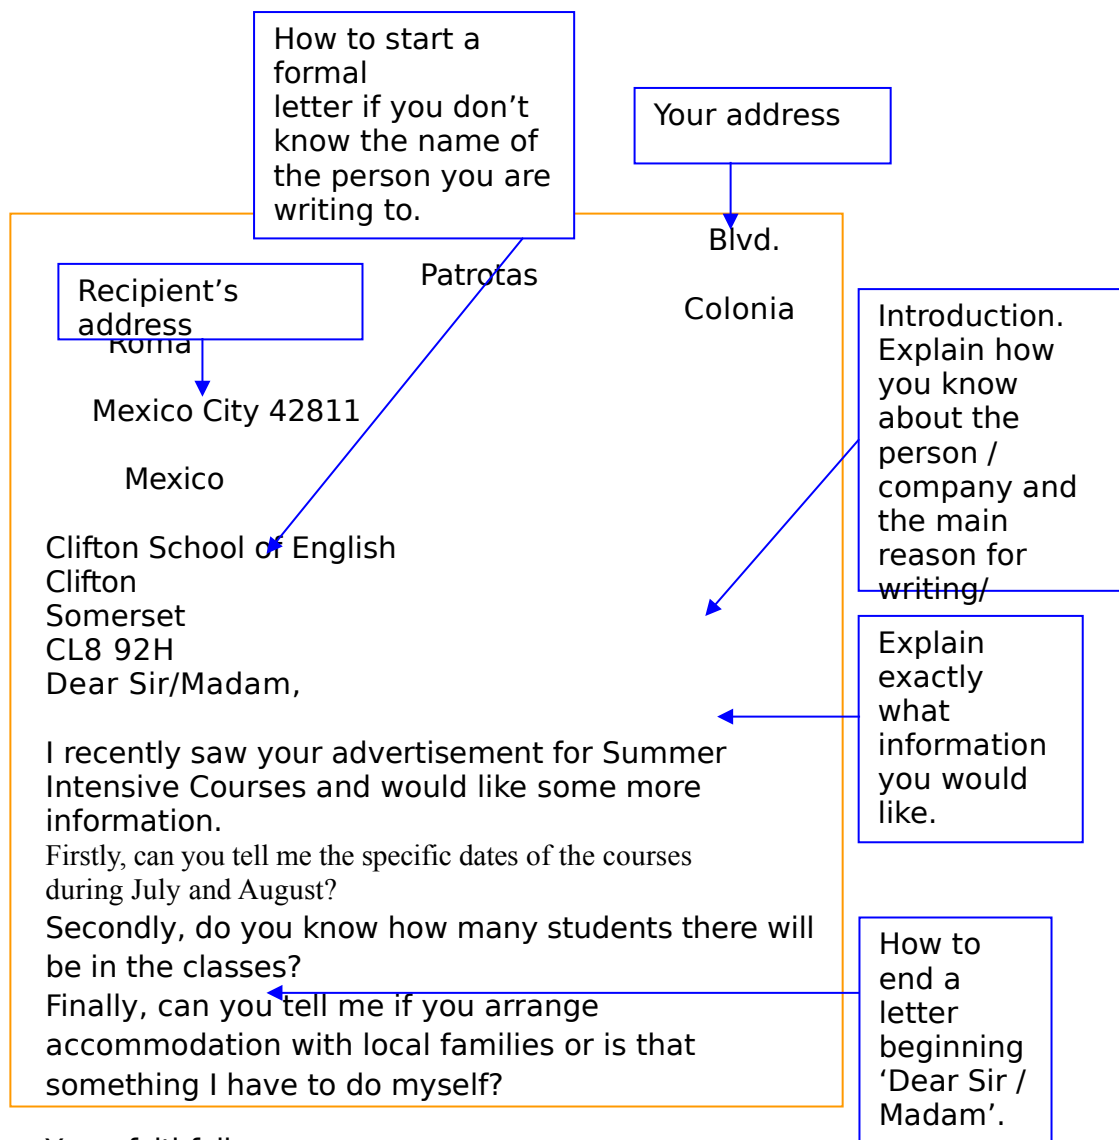 How to start a
formal
letter if you don’t
know the name of
the person you are
writing to.
Your address
Blvd.
Patrotas
Colonia
Recipient’s
address
Roma
Mexico City 42811
Mexico
Introduction.
Explain how
you know
about the
person /
company and
the main
reason for
writing/
Clifton School of English
Clifton
Somerset
CL8 92H
Dear Sir/Madam,
Explain
exactly
what
information
you would
like.
I recently saw your advertisement for Summer
Intensive Courses and would like some more
information.
Firstly, can you tell me the specific dates of the courses
during July and August?
Secondly, do you know how many students there will
be in the classes?
Finally, can you tell me if you arrange
accommodation with local families or is that
something I have to do myself?
How to
end a
letter
beginning
‘Dear Sir /
Madam’.